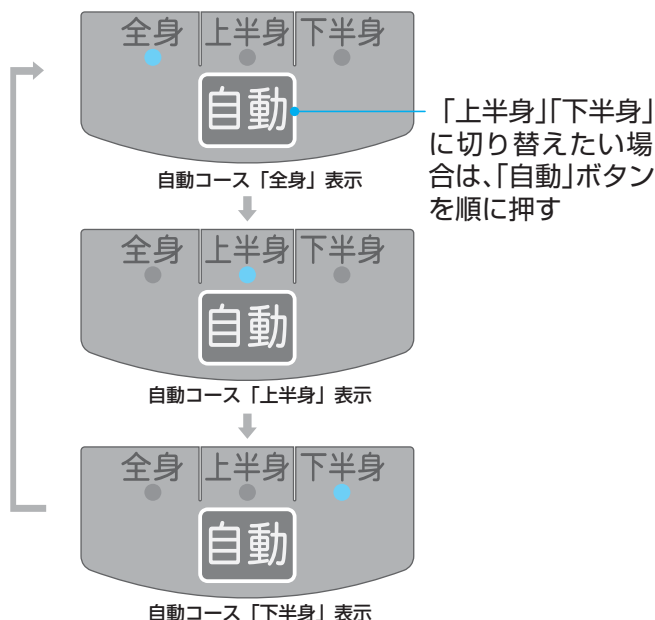 全身 上半身 下半身
自動
自動コース「全身」表示
「上半身」「下半身」
に切り替えたい場
合は、「自動」ボタン
を順に押す
全身 上半身 下半身
自動
自動コース「上半身」表示
全身 上半身 下半身
自動
自動コース「下半身」表示